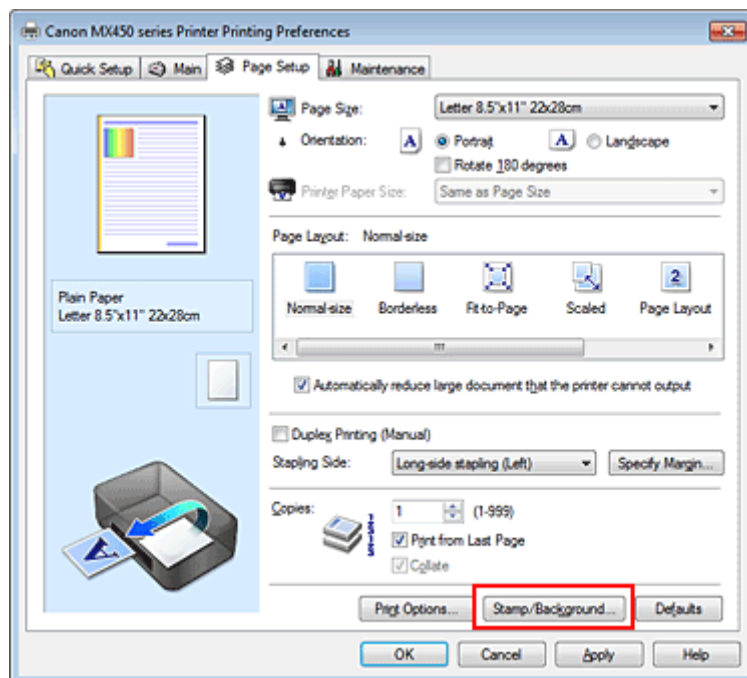 Canon MX450 series Printer Printing Preferences
Quick Setup Main Page Setup Maintenance
Page Size: Letter 8.5"x11" 22x28cm
Orientation: A Portrait A Landscape
Rotate 180 degrees
Printer Paper Size: Same as Page Size
Page Layout: Normal-size
2
Normal-size Borderless Fit-to-Page Scaled Page Layout
Plain Paper
Letter 8.5"x11" 22x28cm
Automatically reduce large document that the printer cannot output
Duplex Printing (Manual)
Stapling Side: Long-side stapling (Left) Specify Margin...
Copies: 1 (1-999)
Print from Last Page
Collate
A
Print Options... Stamp/Background... Defaults
OK Cancel Apply Help